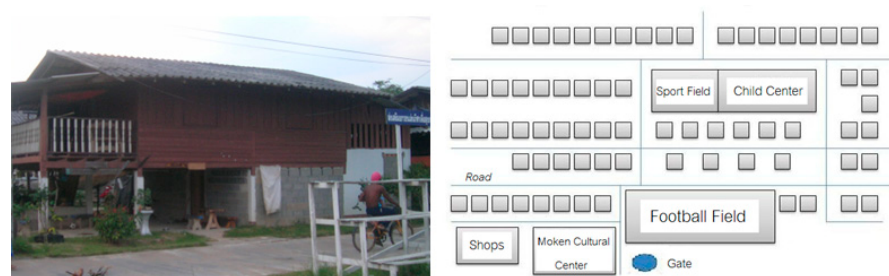 Sport Field
Child Center
Road
Football Field
Shops
Moken Cultural
Center
Gate